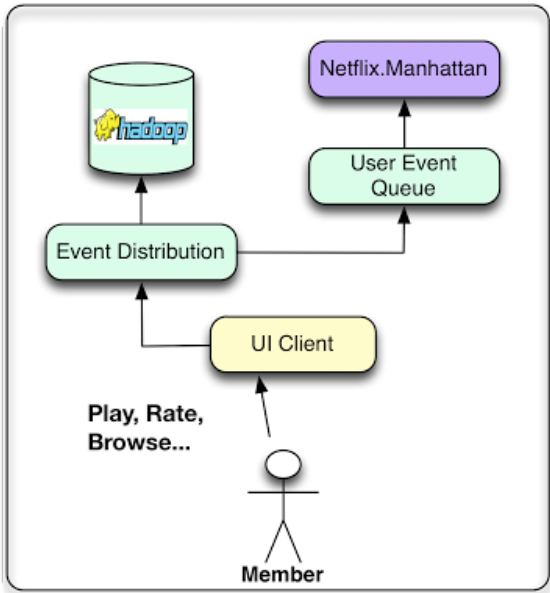 Netflix.Manhattan
hadoop
User Event
Queue
Event Distribution
UI Client
Play, Rate,
Browse...
Member